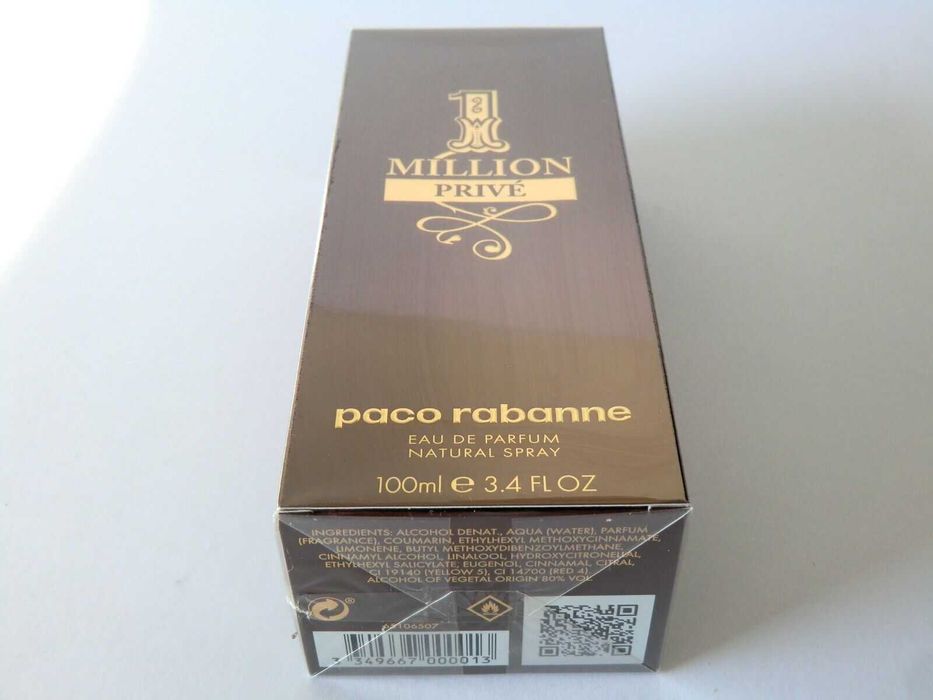 1
MILLION
PRIVÉ
paco rabanne
EAU DE PARFUM
NATURAL SPRAY
100ml e 3.4 FL OZ
INGREDIENTS: ALCOHOL DENAT., AQUA (WATER), PARFUM
(FRAGRANCE), COUMARIN, ETHYLHEXYL METHOXYCINNAMATE,
LIMONENE, BUTYL METHOXYDIBENZOYLMETHANE,
CINNAMYL ALCOHOL, LINALOOL, HYDROXYCITRONELLAL,
ETHYLHEXYL SALICYLATE, EUGENOL, CINNAMAL, CITRAL,
CI 19140 (YELLOW 5), CI 14700 (RED 4).
ALCOHOL OF VEGETAL ORIGIN 80% VOL.
®
65106507
3 349667 000013